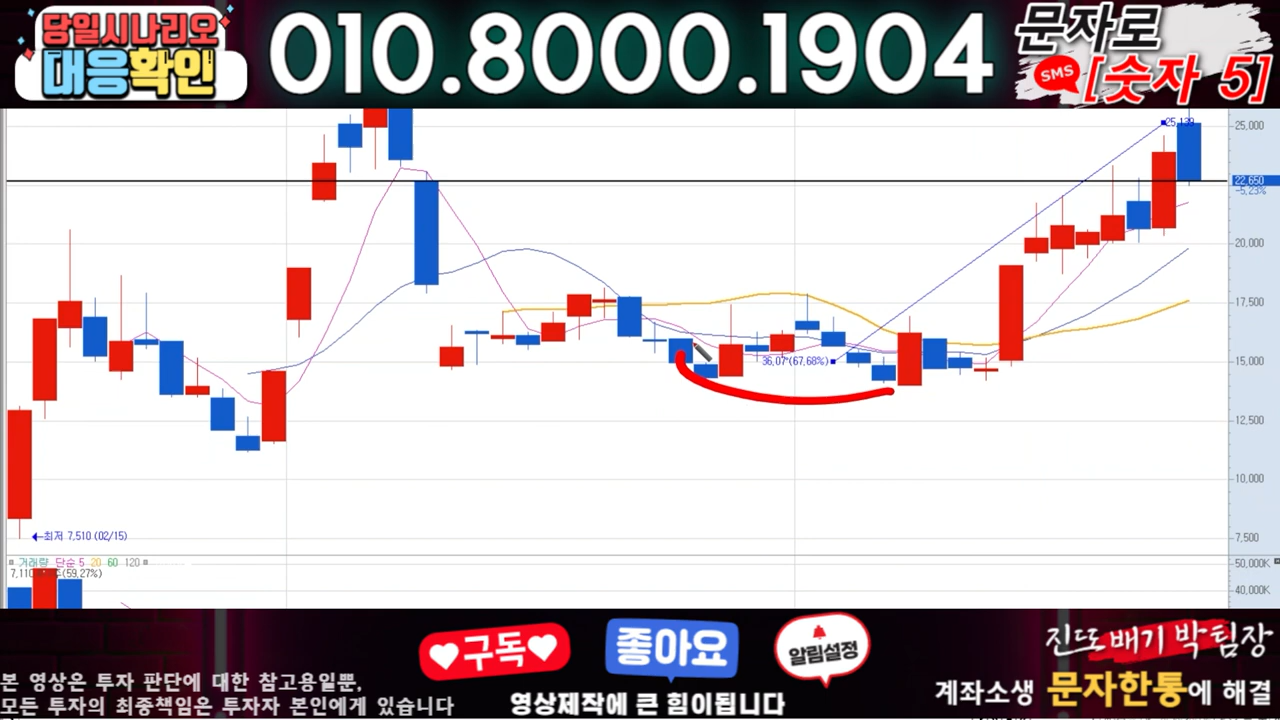 당일시나리오
대응확인
010.8000.1904
문자로
SMS
[숫자 5]
25,139
25,000
22,650
-5,23%
20,000
17,500
15,000
12,500
10,000
7,500
(67,68%)
←최저 7,510 (02/15)
거래량 단순 5 20 60 120
(59,27%)
50,000K
40,000K
구독
좋아요
알림설정
진또배기 박팀장
본 영상은 투자 판단에 대한 참고용일뿐,
모든 투자의 최종책임은 투자자 본인에게 있습니다
영상제작에 큰 힘이됩니다
계좌소생 문자한통에 해결